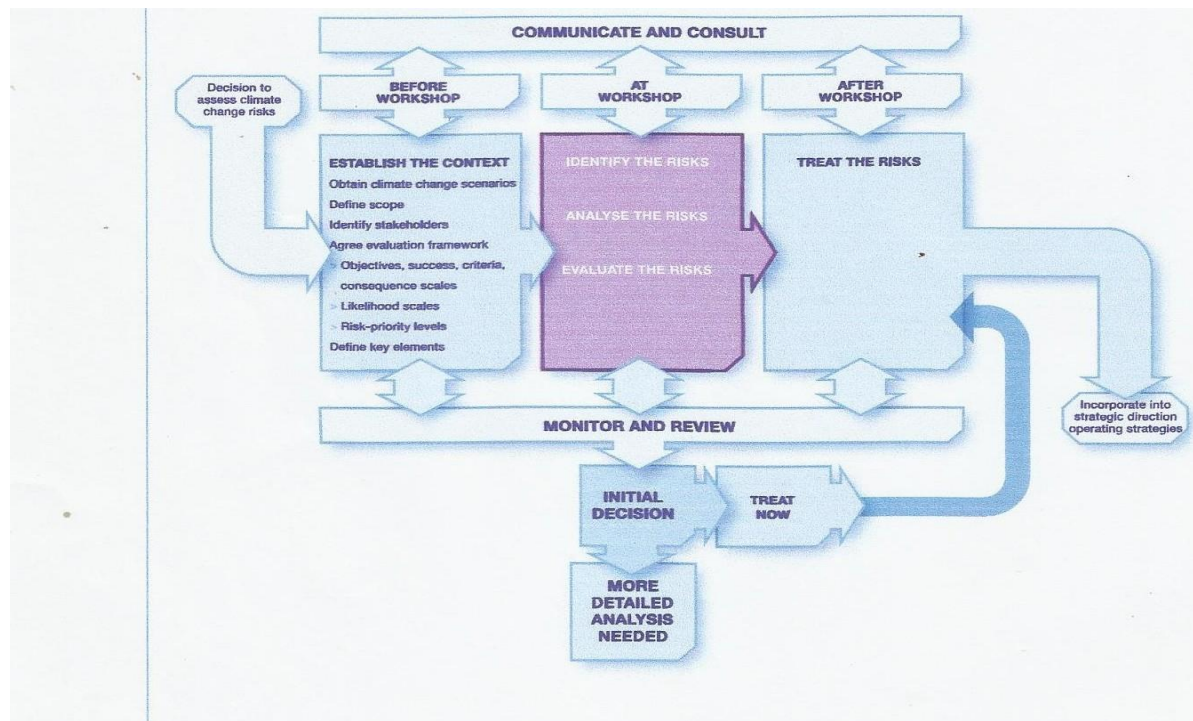 COMMUNICATE AND CONSULT
Decision to
assess climate
change risks
BEFORE
WORKSHOP
AT
WORKSHOP
AFTER
WORKSHOP
ESTABLISH THE CONTEXT
Obtain climate change scenarios
Define scope
Identify stakeholders
Agree evaluation framework
> Objectives, success, criteria,
consequence scales
> Likelihood scales
> Risk-priority levels
Define key elements
IDENTIFY THE RISKS
ANALYSE THE RISKS
EVALUATE THE RISKS
TREAT THE RISKS
Incorporate into
strategic direction
operating strategies
MONITOR AND REVIEW
INITIAL
DECISION
TREAT
NOW
MORE
DETAILED
ANALYSIS
NEEDED